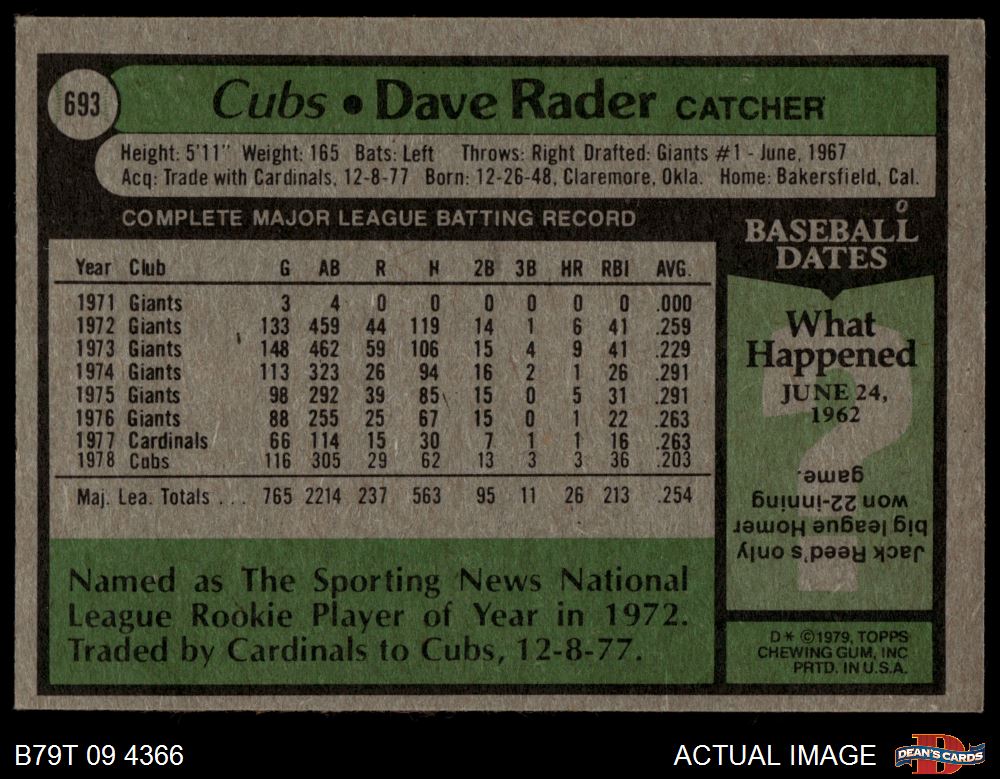 693
Cubs • Dave Rader CATCHER
Height: 5'11" Weight: 165 Bats: Left Throws: Right Drafted: Giants #1 - June, 1967
Acq: Trade with Cardinals, 12-8-77 Born: 12-26-48, Claremore, Okla. Home: Bakersfield, Cal.
COMPLETE MAJOR LEAGUE BATTING RECORD
Year Club G AB R H 2B 3B HR RBI AVG.
1971 Giants 3 4 0 0 0 0 0 0 .000
1972 Giants 133 459 44 119 14 1 6 41 .259
1973 Giants 148 462 59 106 15 4 9 41 .229
1974 Giants 113 323 26 94 16 2 1 26 .291
1975 Giants 98 292 39 85 15 0 5 31 .291
1976 Giants 88 255 25 67 15 0 1 22 .263
1977 Cardinals 66 114 15 30 7 1 1 16 .263
1978 Cubs 116 305 29 62 13 3 3 36 .203
Maj. Lea. Totals ... 765 2214 237 563 95 11 26 213 .254
Named as The Sporting News National
League Rookie Player of Year in 1972.
Traded by Cardinals to Cubs, 12-8-77.
BASEBALL
DATES
What
Happened
JUNE 24,
1962
?
Jack Reed's only
big league Homer
won 22-inning
game.
D * ©1979, TOPPS
CHEWING GUM, INC
PRTD. IN U.S.A.
B79T 09 4366
ACTUAL IMAGE
DEAN'S CARDS